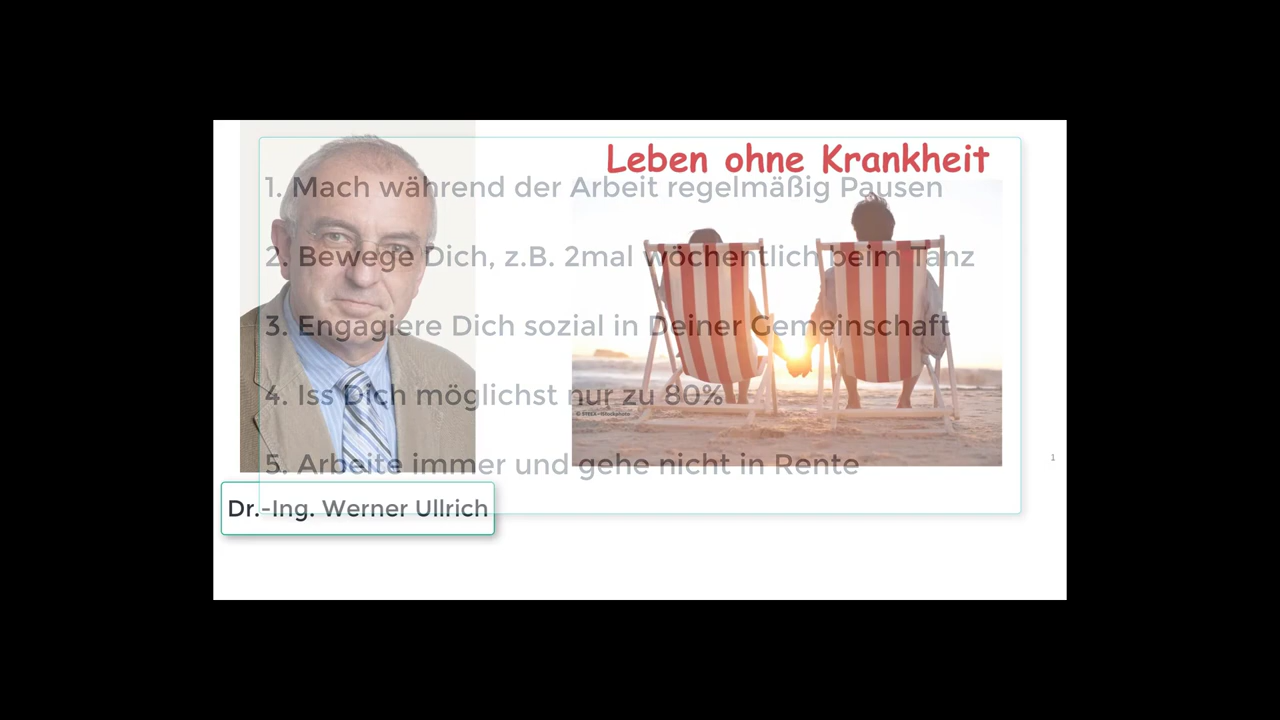 Leben ohne Krankheit
1. Mach während der Arbeit regelmäßig Pausen
2. Bewege Dich, z.B. 2mal wöchentlich beim Tanz
3. Engagiere Dich sozial in Deiner Gemeinschaft
4. Iss Dich möglichst nur zu 80%
5. Arbeite immer und gehe nicht in Rente
1
Dr.-Ing. Werner Ullrich